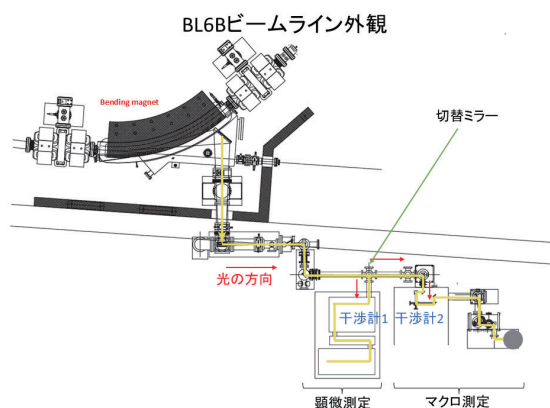 BL6Bビームライン外観
Bending magnet
切替ミラー
光の方向
干渉計1
干渉計2
顕微測定
マクロ測定